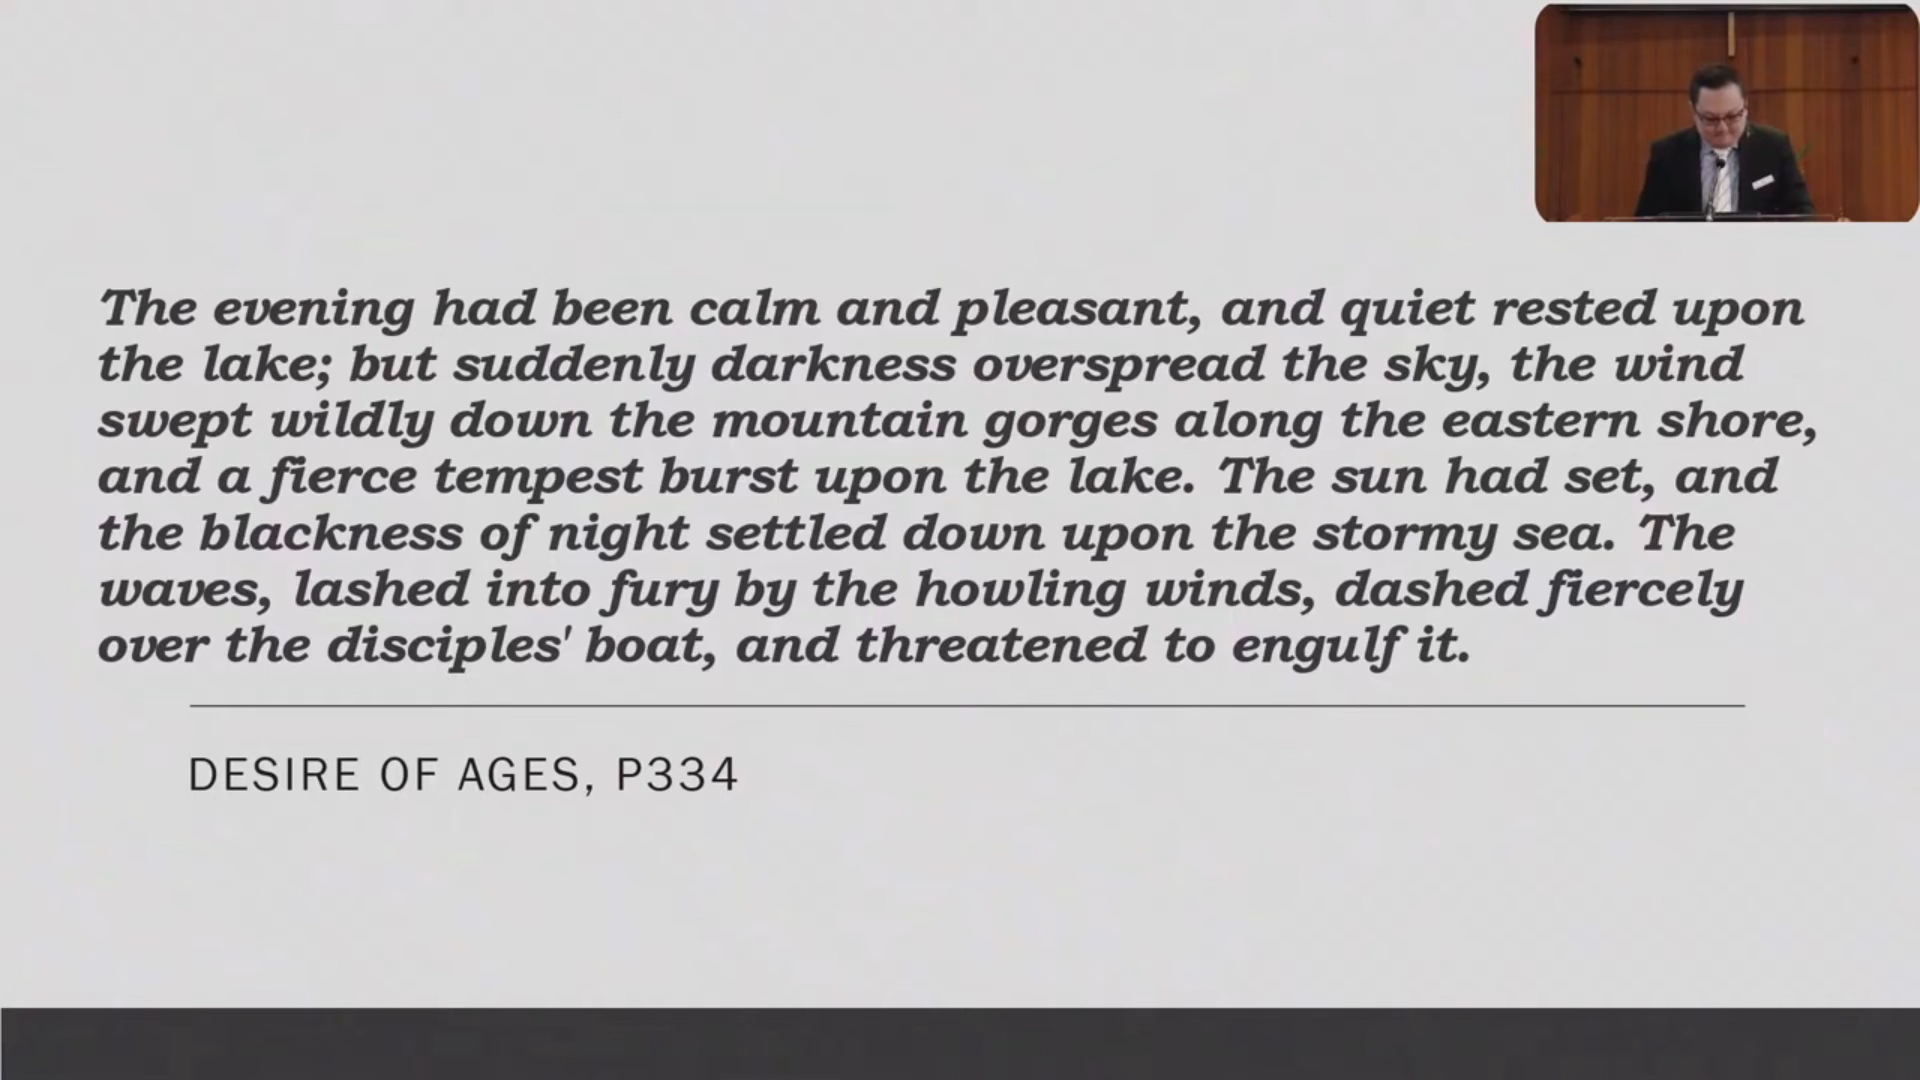 The evening had been calm and pleasant, and quiet rested upon
the lake; but suddenly darkness overspread the sky, the wind
swept wildly down the mountain gorges along the eastern shore,
and a fierce tempest burst upon the lake. The sun had set, and
the blackness of night settled down upon the stormy sea. The
waves, lashed into fury by the howling winds, dashed fiercely
over the disciples' boat, and threatened to engulf it.
DESIRE OF AGES, P334